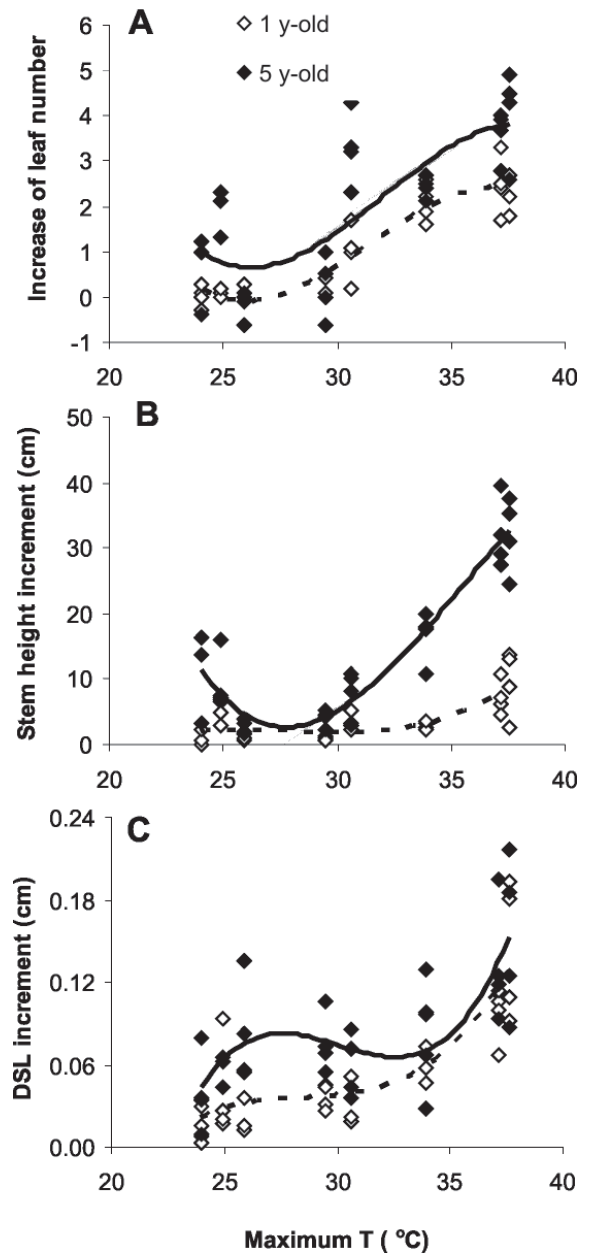 A
1 y-old
5 y-old
Increase of leaf number
6
5
4
3
2
1
0
-1
20 25 30 35 40
B
Stem height increment (cm)
50
40
30
20
10
0
20 25 30 35 40
C
DSL increment (cm)
0.24
0.18
0.12
0.06
0.00
20 25 30 35 40
Maximum T ( °C)